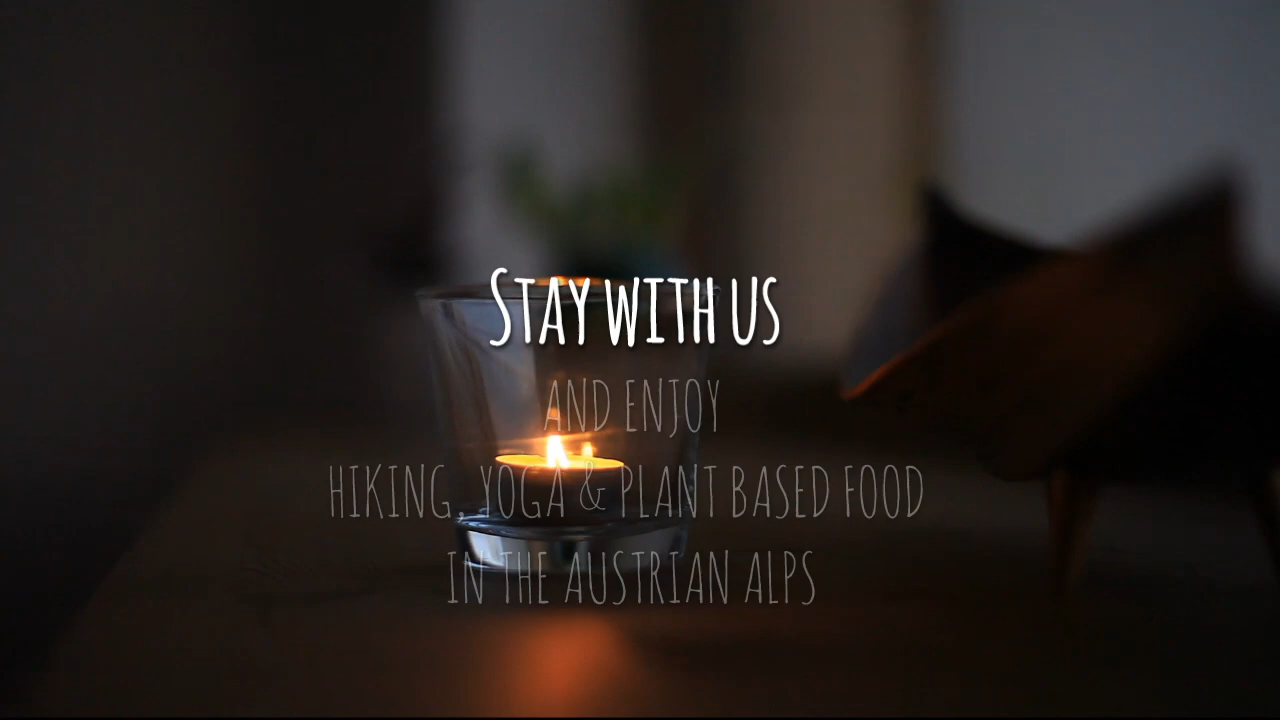 Stay with us
and enjoy
hiking, yoga & plant based food
in the Austrian Alps